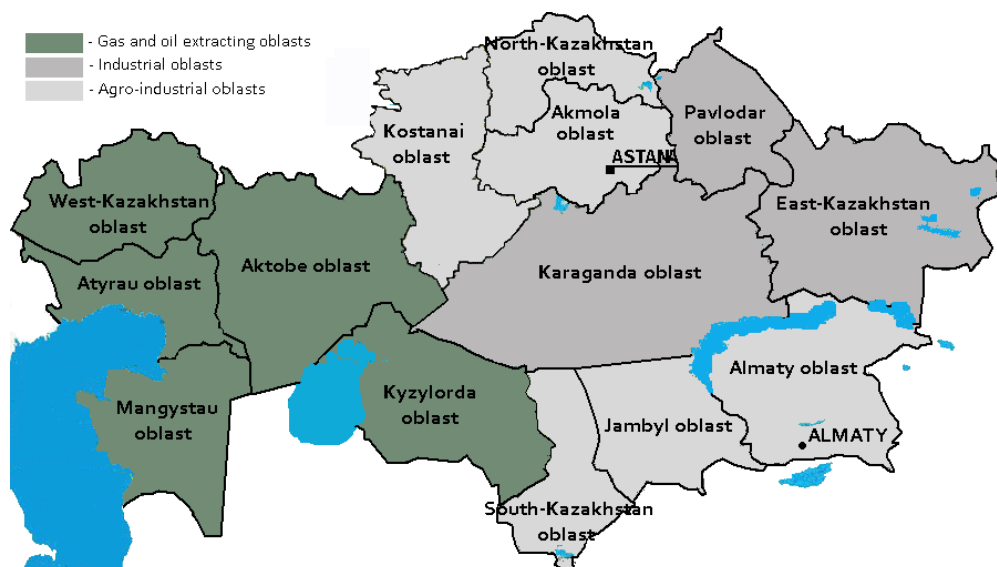 - Gas and oil extracting oblasts
- Industrial oblasts
- Agro-industrial oblasts
North-Kazakhstan
oblast
Kostanai
oblast
Akmola
oblast
ASTANA
Pavlodar
oblast
West-Kazakhstan
oblast
East-Kazakhstan
oblast
Atyrau oblast
Aktobe oblast
Karaganda oblast
Mangystau
oblast
Kyzylorda
oblast
Jambyl oblast
Almaty oblast
ALMATY
South-Kazakhstan
oblast